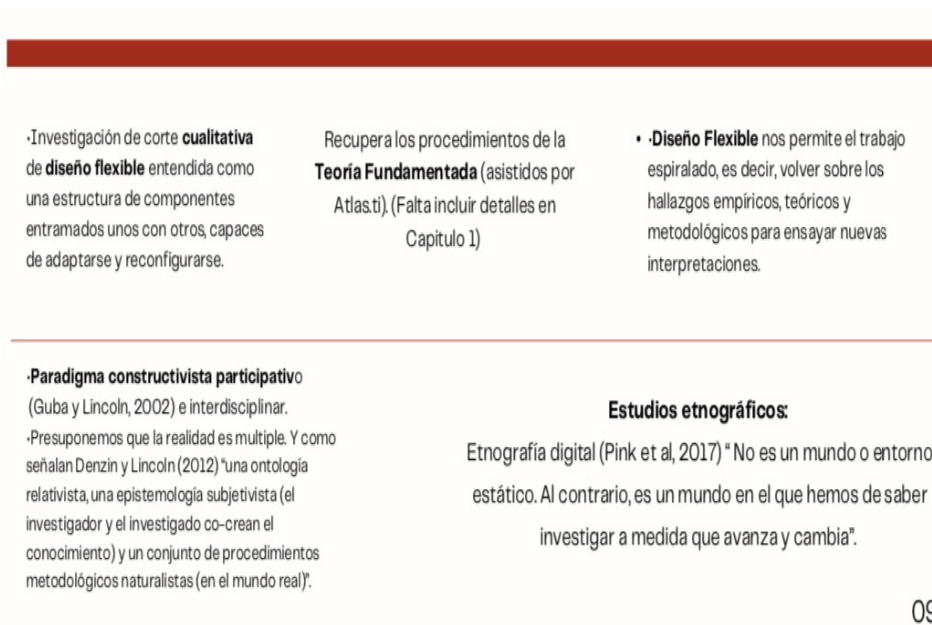 ·Investigación de corte cualitativa
de diseño flexible entendida como
una estructura de componentes
entramados unos con otros, capaces
de adaptarse y reconfigurarse.
Recupera los procedimientos de la
Teoría Fundamentada (asistidos por
Atlas.ti). (Falta incluir detalles en
Capitulo 1)
• ·Diseño Flexible nos permite el trabajo
espiralado, es decir, volver sobre los
hallazgos empíricos, teóricos y
metodológicos para ensayar nuevas
interpretaciones.
·Paradigma constructivista participativo
(Guba y Lincoln, 2002) e interdisciplinar.
·Presuponemos que la realidad es multiple. Y como
señalan Denzin y Lincoln (2012) “una ontología
relativista, una epistemología subjetivista (el
investigador y el investigado co-crean el
conocimiento) y un conjunto de procedimientos
metodológicos naturalistas (en el mundo real)”.
Estudios etnográficos:
Etnografía digital (Pink et al, 2017) “ No es un mundo o entorno
estático. Al contrario, es un mundo en el que hemos de saber
investigar a medida que avanza y cambia”.
09